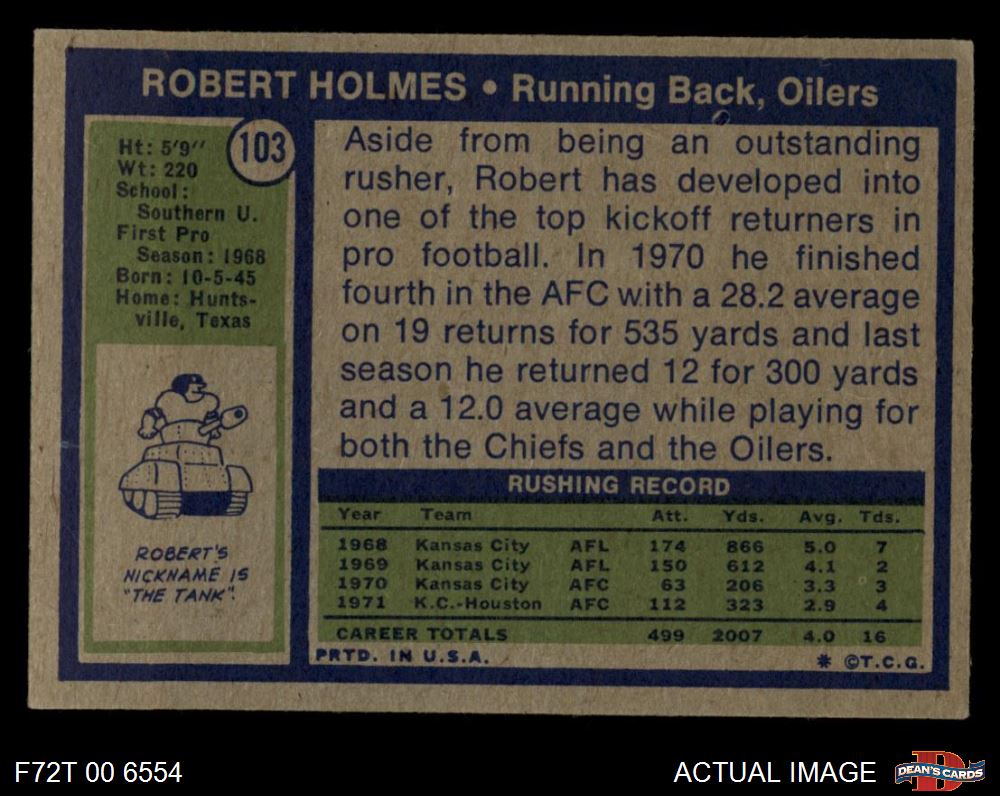 ROBERT HOLMES • Running Back, Oilers
103
Ht: 5'9"
Wt: 220
School:
Southern U.
First Pro
Season: 1968
Born: 10-5-45
Home: Hunts-
ville, Texas
ROBERT'S
NICKNAME IS
"THE TANK".
Aside from being an outstanding
rusher, Robert has developed into
one of the top kickoff returners in
pro football. In 1970 he finished
fourth in the AFC with a 28.2 average
on 19 returns for 535 yards and last
season he returned 12 for 300 yards
and a 12.0 average while playing for
both the Chiefs and the Oilers.
RUSHING RECORD
Year Team Att. Yds. Avg. Tds.
1968 Kansas City AFL 174 866 5.0 7
1969 Kansas City AFL 150 612 4.1 2
1970 Kansas City AFC 63 206 3.3 3
1971 K.C.-Houston AFC 112 323 2.9 4
CAREER TOTALS 499 2007 4.0 16
PRTD. IN U.S.A. * ©T.C.G.
F72T 00 6554
ACTUAL IMAGE
D
DEAN'S CARDS